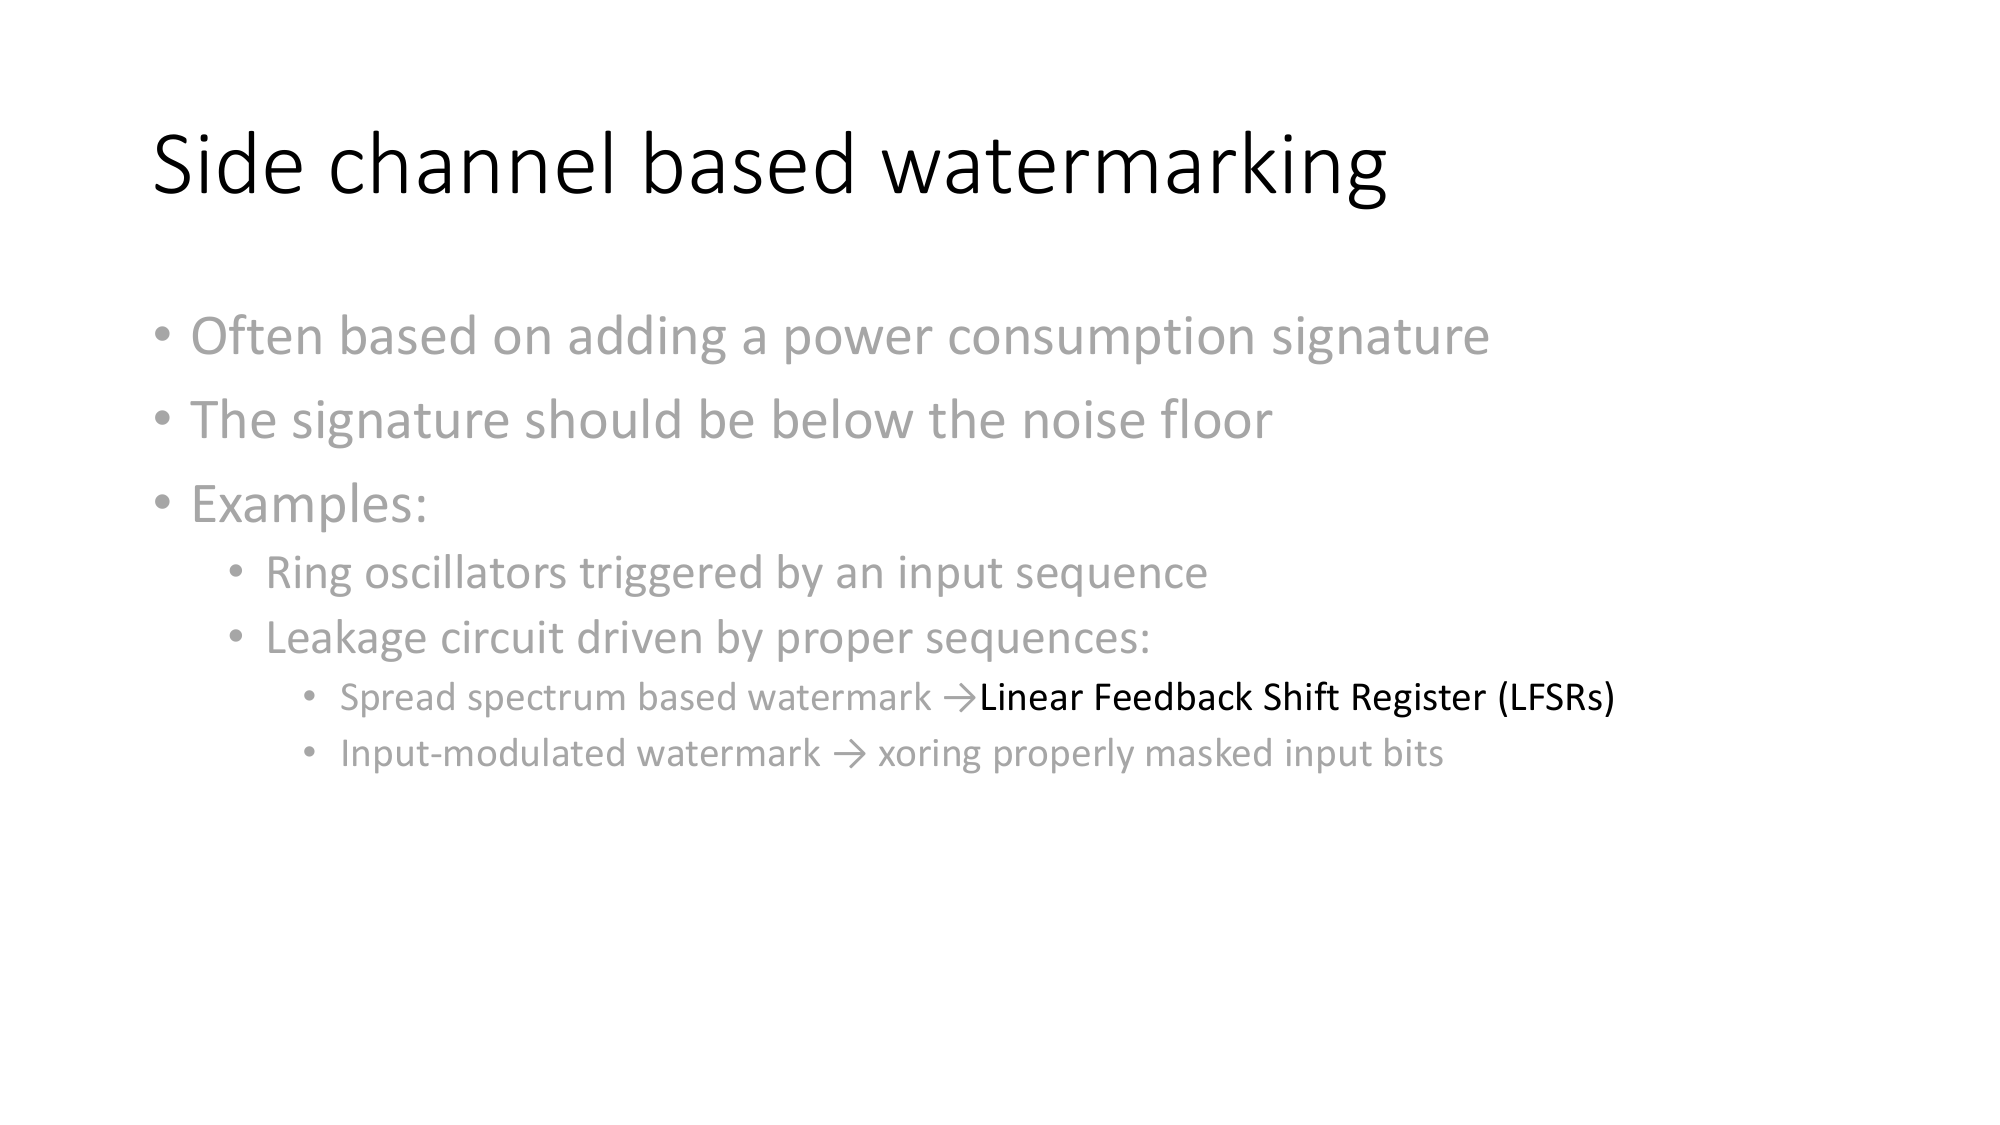 Side channel based watermarking
• Often based on adding a power consumption signature
• The signature should be below the noise floor
• Examples:
• Ring oscillators triggered by an input sequence
• Leakage circuit driven by proper sequences:
• Spread spectrum based watermark →Linear Feedback Shift Register (LFSRs)
• Input-modulated watermark → xoring properly masked input bits